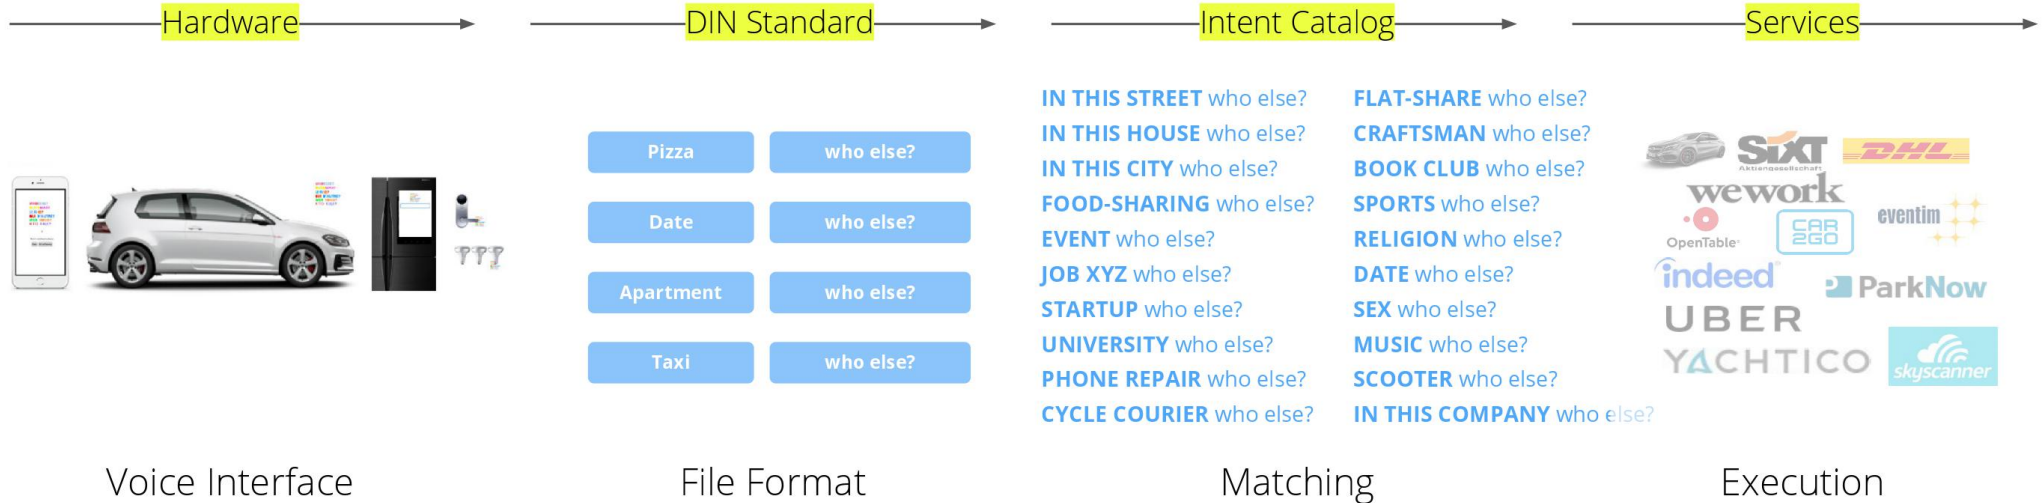 Hardware
DIN Standard
Intent Catalog
Services
Pizza
who else?
Date
who else?
Apartment
who else?
Taxi
who else?
IN THIS STREET who else?
IN THIS HOUSE who else?
IN THIS CITY who else?
FOOD-SHARING who else?
EVENT who else?
JOB XYZ who else?
STARTUP who else?
UNIVERSITY who else?
PHONE REPAIR who else?
CYCLE COURIER who else?
FLAT-SHARE who else?
CRAFTSMAN who else?
BOOK CLUB who else?
SPORTS who else?
RELIGION who else?
DATE who else?
SEX who else?
MUSIC who else?
SCOOTER who else?
IN THIS COMPANY who else?
SIXT
Aktiengesellschaft
DHL
wework
OpenTable
CAR
2GO
eventim
indeed
ParkNow
UBER
YACHTICO
skyscanner
Voice Interface
File Format
Matching
Execution